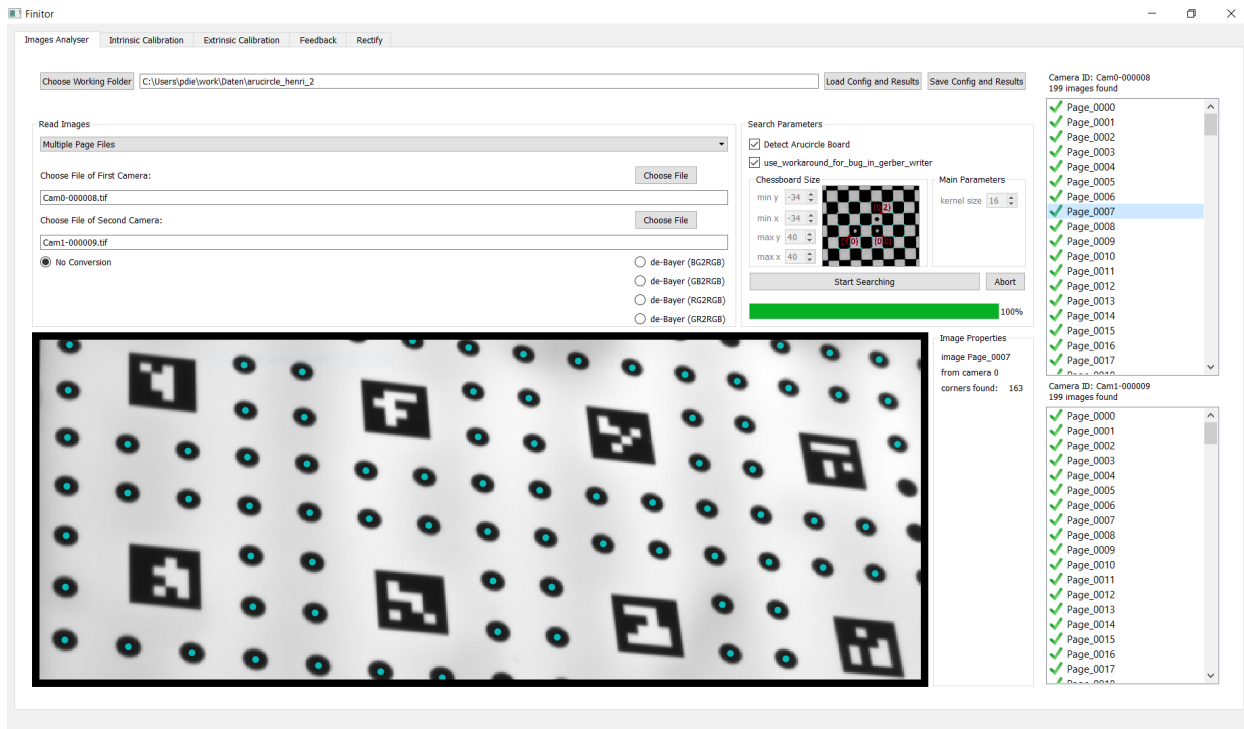 Finitor
Images Analyser Intrinsic Calibration Extrinsic Calibration Feedback Rectify
Choose Working Folder C:\Users\pdie\work\Daten\arucircle_henri_2 Load Config and Results Save Config and Results
Read Images
Multiple Page Files
Choose File of First Camera: Choose File
Cam0-000008.tif
Choose File of Second Camera: Choose File
Cam1-000009.tif
No Conversion de-Bayer (BG2RGB)
de-Bayer (GB2RGB)
de-Bayer (RG2RGB)
de-Bayer (GR2RGB)
Search Parameters
Detect Arucircle Board
use_workaround_for_bug_in_gerber_writer
Chessboard Size
min y -34
min x -34
max y 40
max x 40
Main Parameters
kernel size 16
Start Searching Abort
100%
Image Properties
image Page_0007
from camera 0
corners found: 163
Camera ID: Cam0-000008
199 images found
Page_0000
Page_0001
Page_0002
Page_0003
Page_0004
Page_0005
Page_0006
Page_0007
Page_0008
Page_0009
Page_0010
Page_0011
Page_0012
Page_0013
Page_0014
Page_0015
Page_0016
Page_0017
Camera ID: Cam1-000009
199 images found
Page_0000
Page_0001
Page_0002
Page_0003
Page_0004
Page_0005
Page_0006
Page_0007
Page_0008
Page_0009
Page_0010
Page_0011
Page_0012
Page_0013
Page_0014
Page_0015
Page_0016
Page_0017